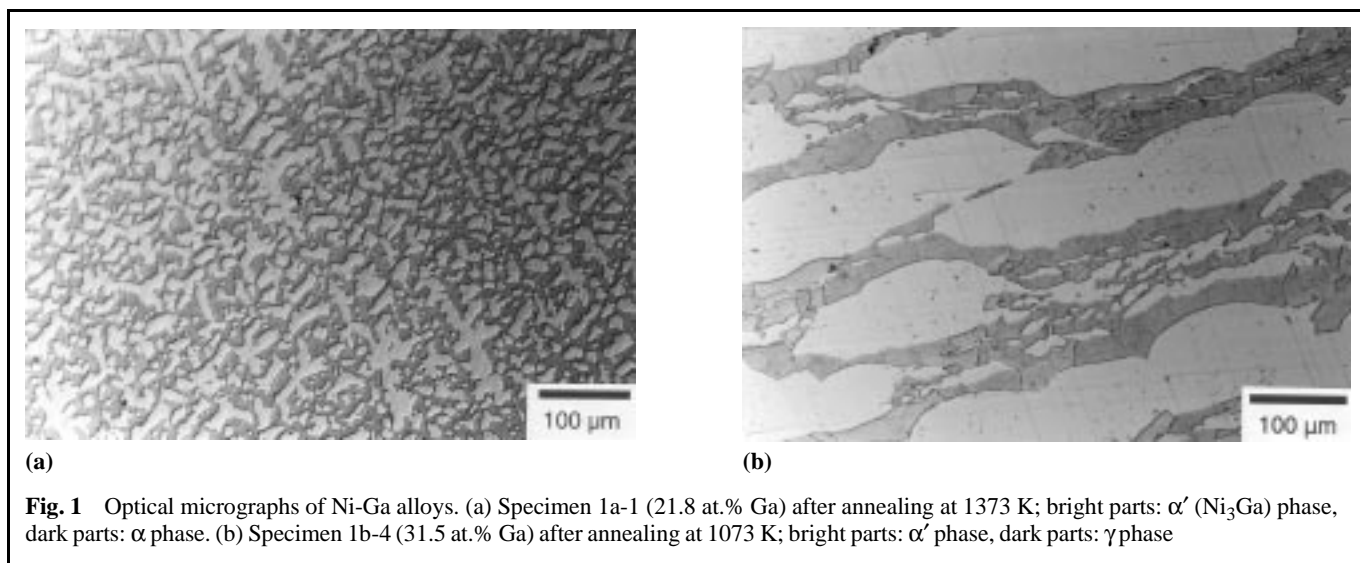 100 µm
100 µm
(a)
(b)
Fig. 1 Optical micrographs of Ni-Ga alloys. (a) Specimen 1a-1 (21.8 at.% Ga) after annealing at 1373 K; bright parts: α′ (Ni₃Ga) phase,
dark parts: α phase. (b) Specimen 1b-4 (31.5 at.% Ga) after annealing at 1073 K; bright parts: α′ phase, dark parts: γ phase